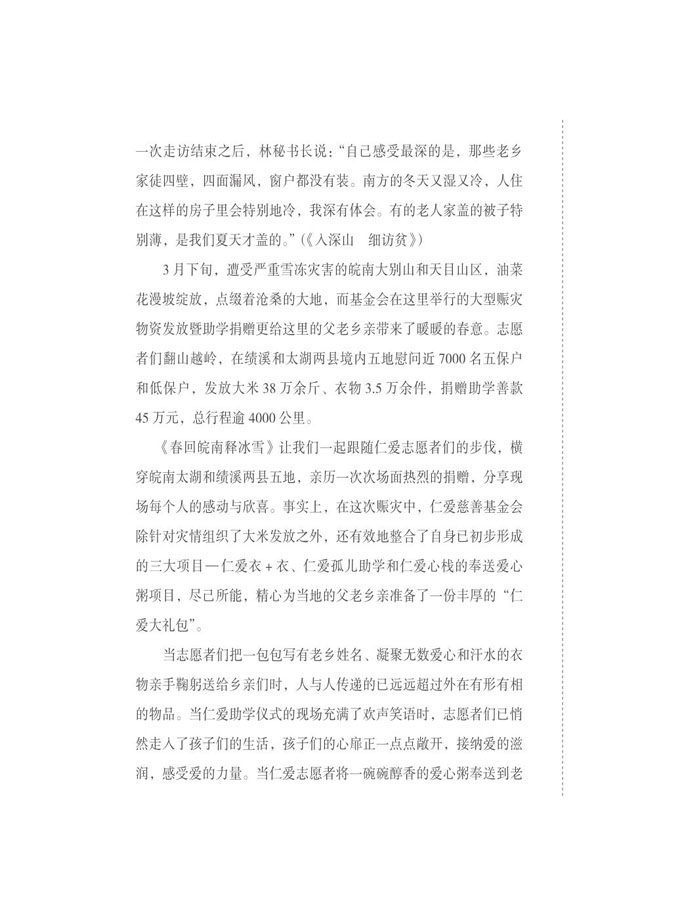 一次走访结束之后，林秘书长说：“自己感受最深的是，那些老乡
家徒四壁，四面漏风，窗户都没有装。南方的冬天又湿又冷，人住
在这样的房子里会特别地冷，我深有体会。有的老人家盖的被子特
别薄，是我们夏天才盖的。”（《入深山　细访贫》）
3 月下旬，遭受严重雪冻灾害的皖南大别山和天目山区，油菜
花漫坡绽放，点缀着沧桑的大地，而基金会在这里举行的大型赈灾
物资发放暨助学捐赠更给这里的父老乡亲带来了暖暖的春意。志愿
者们翻山越岭，在绩溪和太湖两县境内五地慰问近 7000 名五保户
和低保户，发放大米 38 万余斤、衣物 3.5 万余件，捐赠助学善款
45 万元，总行程逾 4000 公里。
《春回皖南释冰雪》让我们一起跟随仁爱志愿者们的步伐，横
穿皖南太湖和绩溪两县五地，亲历一次次场面热烈的捐赠，分享现
场每个人的感动与欣喜。事实上，在这次赈灾中，仁爱慈善基金会
除针对灾情组织了大米发放之外，还有效地整合了自身已初步形成
的三大项目—仁爱衣 + 衣、仁爱孤儿助学和仁爱心栈的奉送爱心
粥项目，尽己所能，精心为当地的父老乡亲准备了一份丰厚的“仁
爱大礼包”。
当志愿者们把一包包写有老乡姓名、凝聚无数爱心和汗水的衣
物亲手鞠躬送给乡亲们时，人与人传递的已远远超过外在有形有相
的物品。当仁爱助学仪式的现场充满了欢声笑语时，志愿者们已悄
然走入了孩子们的生活，孩子们的心扉正一点点敞开，接纳爱的滋
润，感受爱的力量。当仁爱志愿者将一碗碗醇香的爱心粥奉送到老